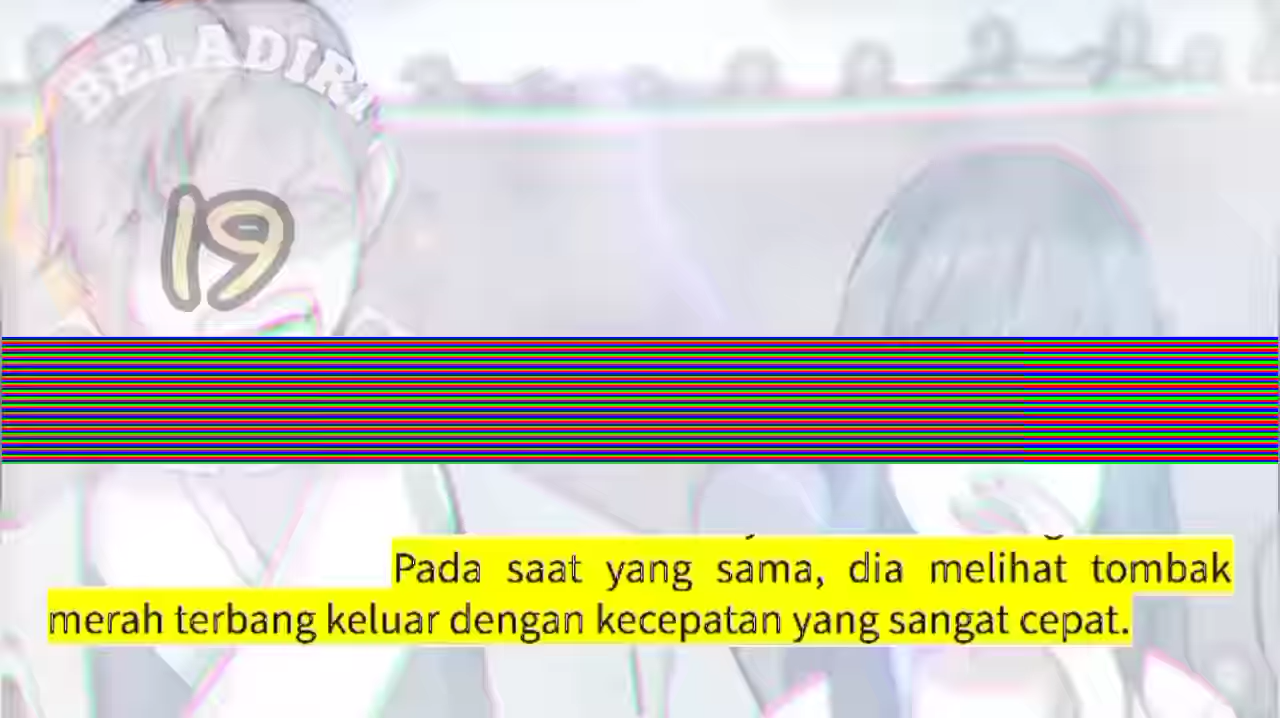 BELADIRI
19
Pada saat yang sama, dia melihat tombak
merah terbang keluar dengan kecepatan yang sangat cepat.